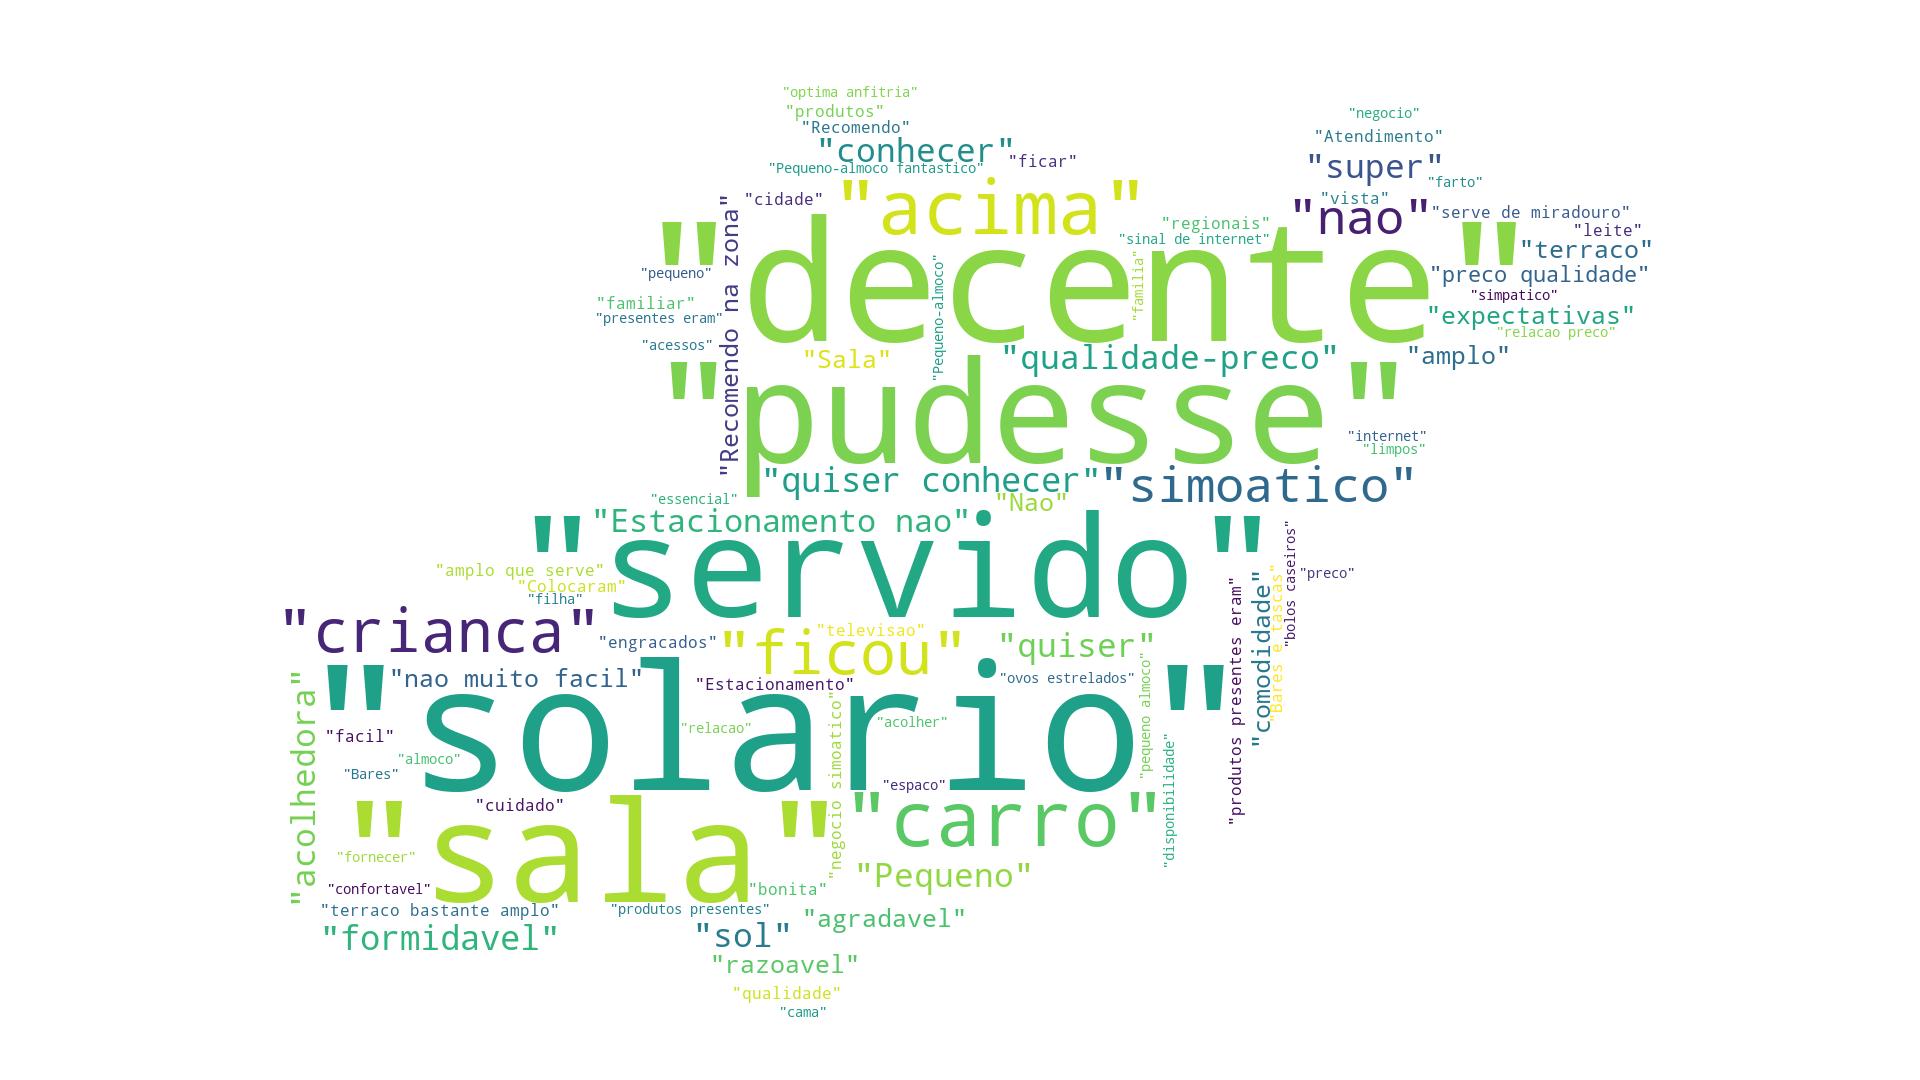 "optima anfitria"
"produtos"
"negocio"
"Recomendo"
"Atendimento"
"conhecer"
"ficar"
"super"
"Pequeno-almoco fantastico"
"farto"
"cidade"
"acima"
"vista"
"nao"
"serve de miradouro"
"regionais"
"leite"
"sinal de internet"
"terraco"
"Recomendo na zona"
"decente"
"pequeno"
"Pequeno-almoco"
"familia"
"preco qualidade"
"simpatico"
"familiar"
"presentes eram"
"expectativas"
"relacao preco"
"acessos"
"Sala"
"qualidade-preco"
"amplo"
"pudesse"
"internet"
"limpos"
"quiser conhecer"
"simoatico"
"essencial"
"Nao"
"Estacionamento nao"
"servido"
"bolos caseiros"
"amplo que serve"
"preco"
"Colocaram"
"filha"
"crianca"
"engracados"
"televisao"
"ficou"
"quiser"
"comodidade"
"Bares e tascas"
"produtos presentes eram"
"nao muito facil"
"Estacionamento"
"ovos estrelados"
"pequeno almoco"
"acolhedora"
"solario"
"relacao"
"acolher"
"facil"
"almoco"
"Bares"
"negocio simoatico"
"espaco"
"disponibilidade"
"cuidado"
"sala"
"carro"
"fornecer"
"Pequeno"
"confortavel"
"bonita"
"terraco bastante amplo"
"produtos presentes"
"agradavel"
"formidavel"
"sol"
"razoavel"
"qualidade"
"cama"